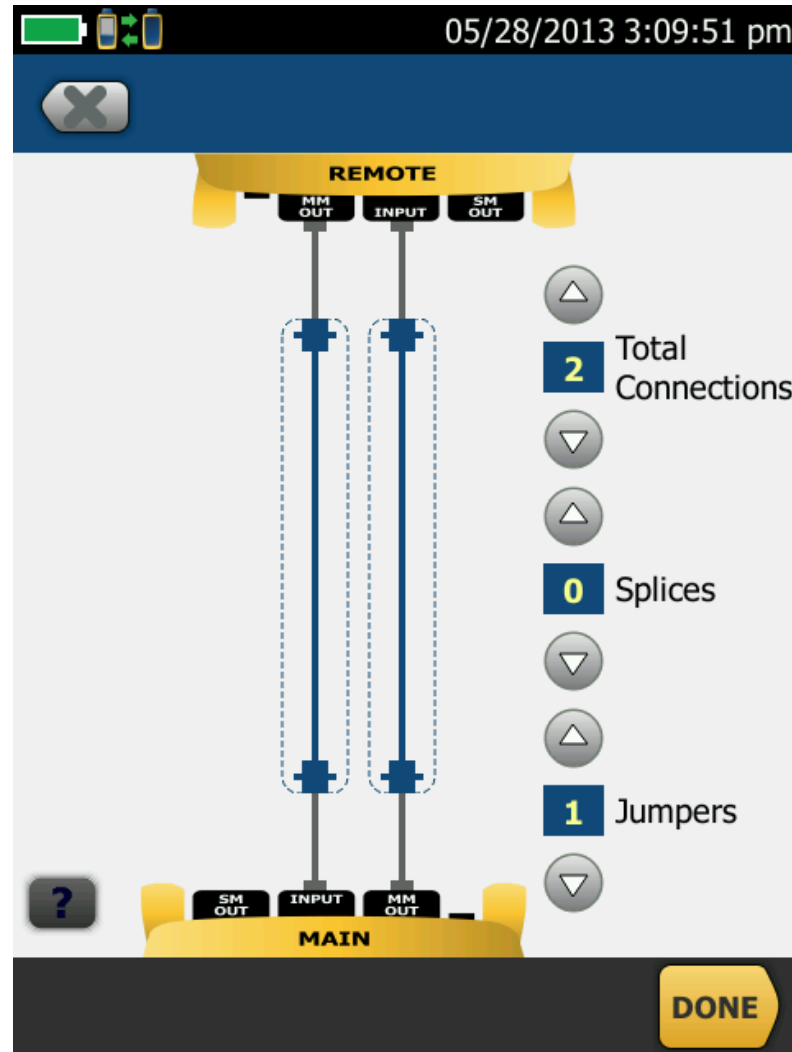 05/28/2013 3:09:51 pm
REMOTE
MM OUT
INPUT
SM OUT
2
Total
Connections
0
Splices
1
Jumpers
?
SM OUT
INPUT
MM OUT
MAIN
DONE